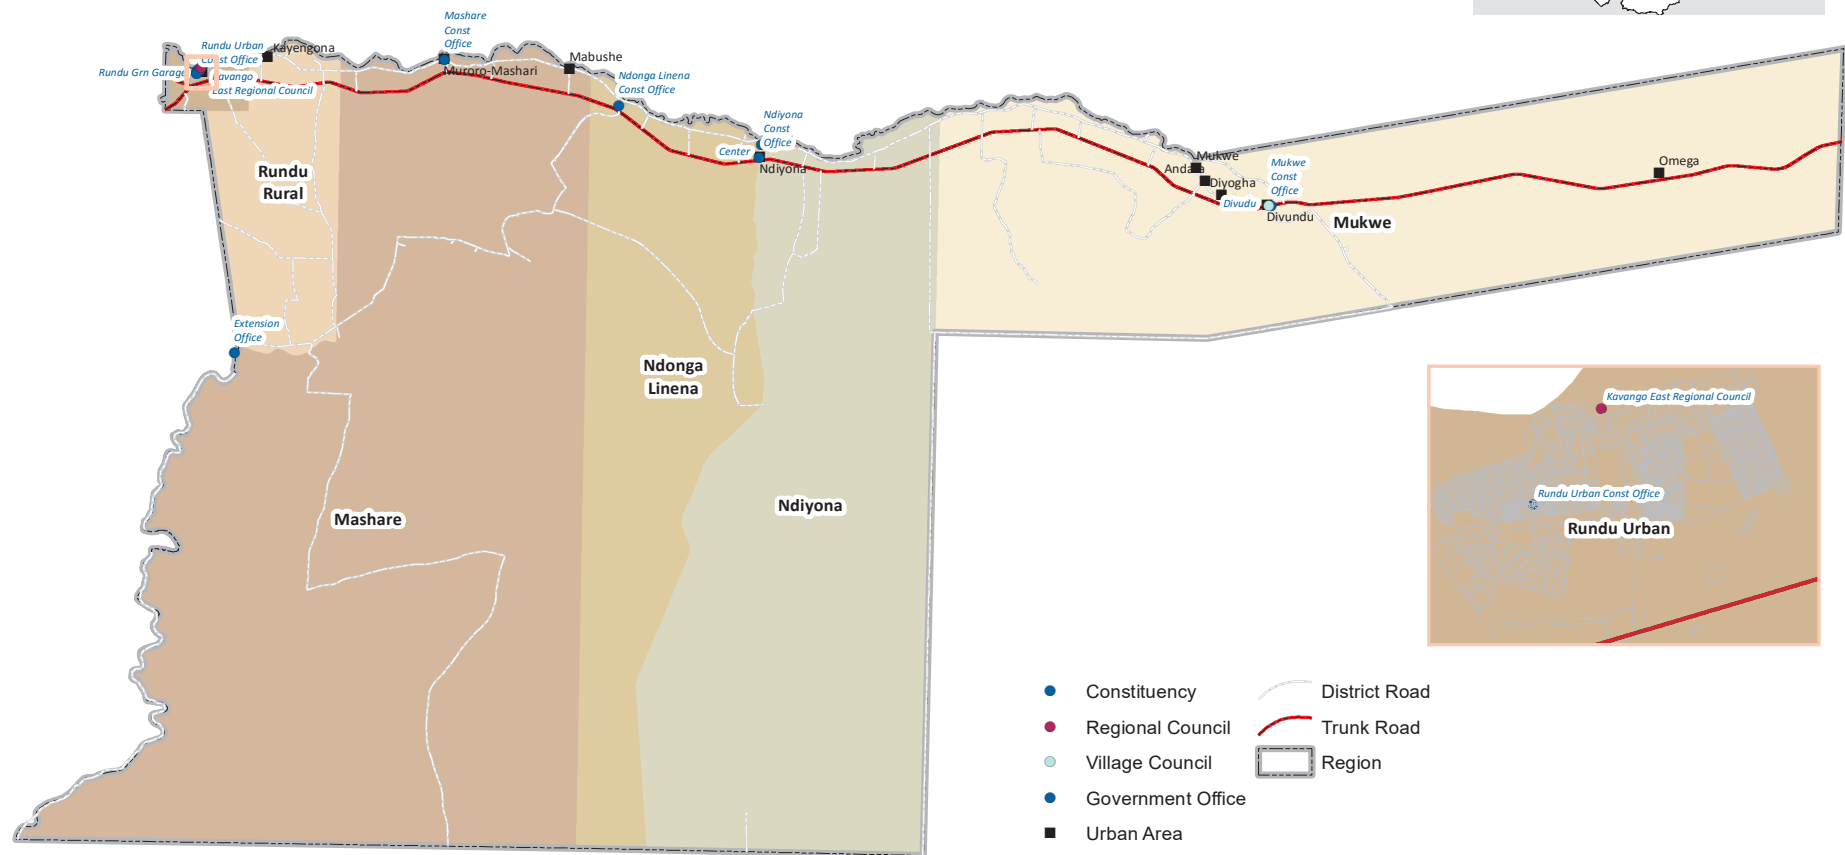 Mashare
Const
Office
Rundu Urban
Const Office
Kayengona
Rundu Grn Garage
Kavango
East Regional Council
Muroro-Mashari
Mabushe
Ndonga Linena
Const Office
Ndiyona
Const
Office
Center
Ndiyona
Rundu
Rural
Mukwe
Andara
Diyogha
Divudu
Mukwe
Const
Office
Divundu
Mukwe
Omega
Extension
Office
Ndonga
Linena
Mashare
Ndiyona
Kavango East Regional Council
Rundu Urban Const Office
Rundu Urban
Constituency
Regional Council
Village Council
Government Office
Urban Area
District Road
Trunk Road
Region